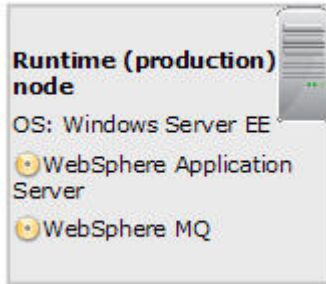 Runtime (production)
node
OS: Windows Server EE
WebSphere Application
Server
WebSphere MQ